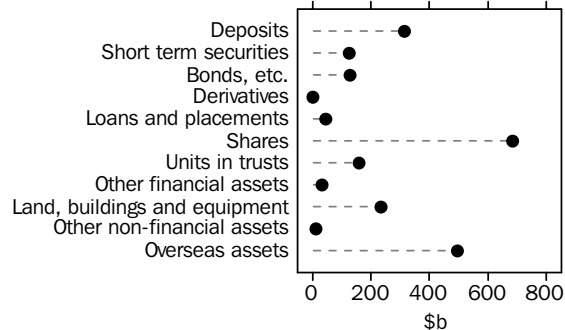 Deposits
Short term securities
Bonds, etc.
Derivatives
Loans and placements
Shares
Units in trusts
Other financial assets
Land, buildings and equipment
Other non-financial assets
Overseas assets
0 200 400 600 800
$b